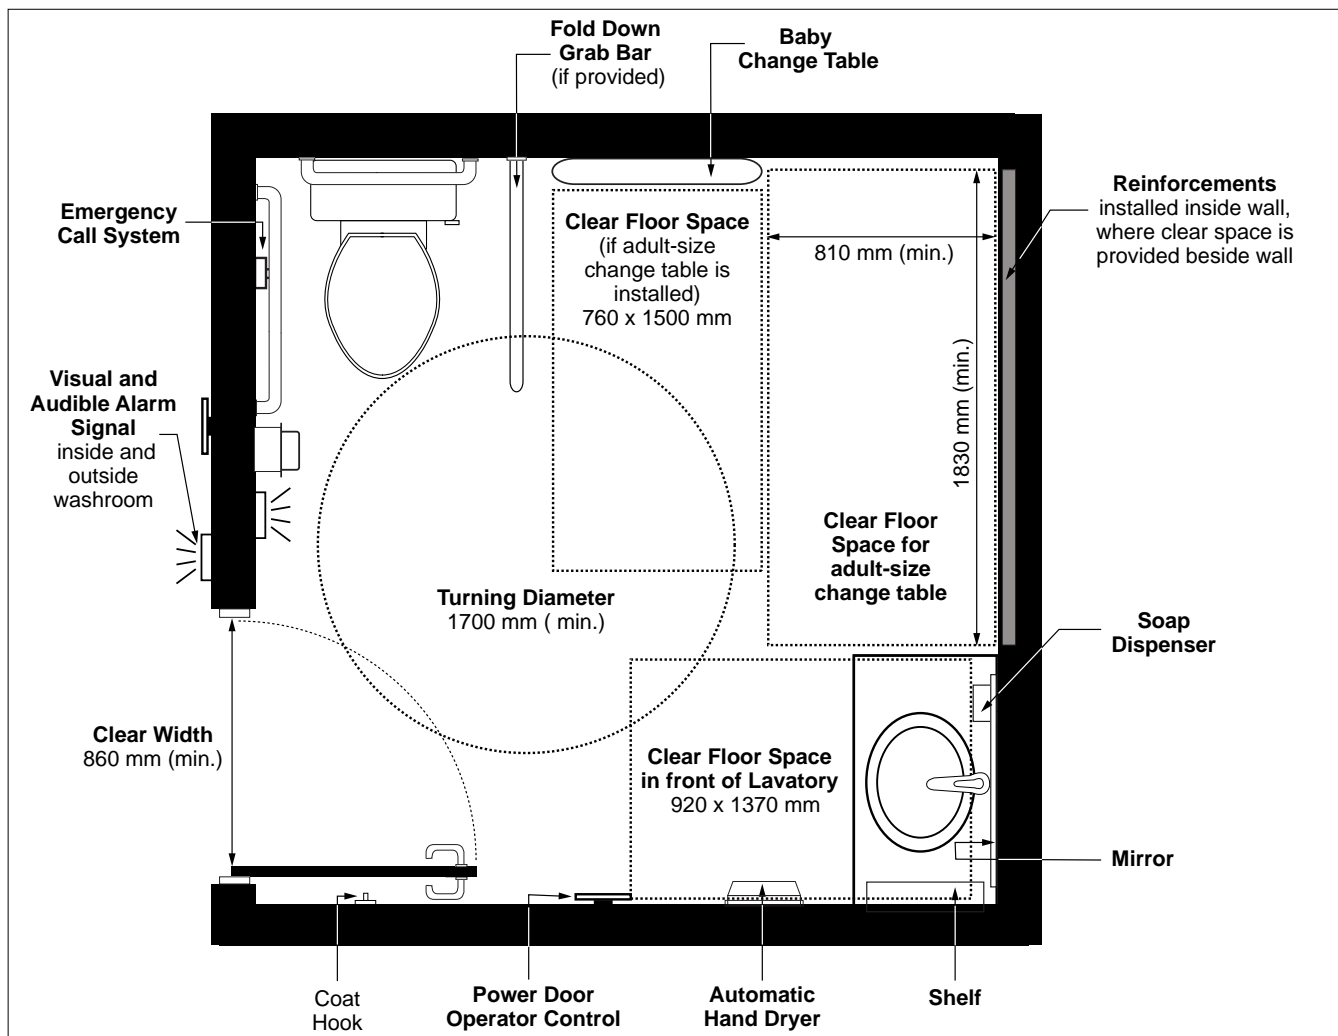 Fold Down
Grab Bar
(if provided)
Baby
Change Table
Emergency
Call System
Clear Floor Space
(if adult-size
change table is
installed)
760 x 1500 mm
810 mm (min.)
Reinforcements
installed inside wall,
where clear space is
provided beside wall
Visual and
Audible Alarm
Signal
inside and
outside
washroom
1830 mm (min.)
Clear Floor
Space for
adult-size
change table
Turning Diameter
1700 mm ( min.)
Soap
Dispenser
Clear Width
860 mm (min.)
Clear Floor Space
in front of Lavatory
920 x 1370 mm
Mirror
Coat
Hook
Power Door
Operator Control
Automatic
Hand Dryer
Shelf